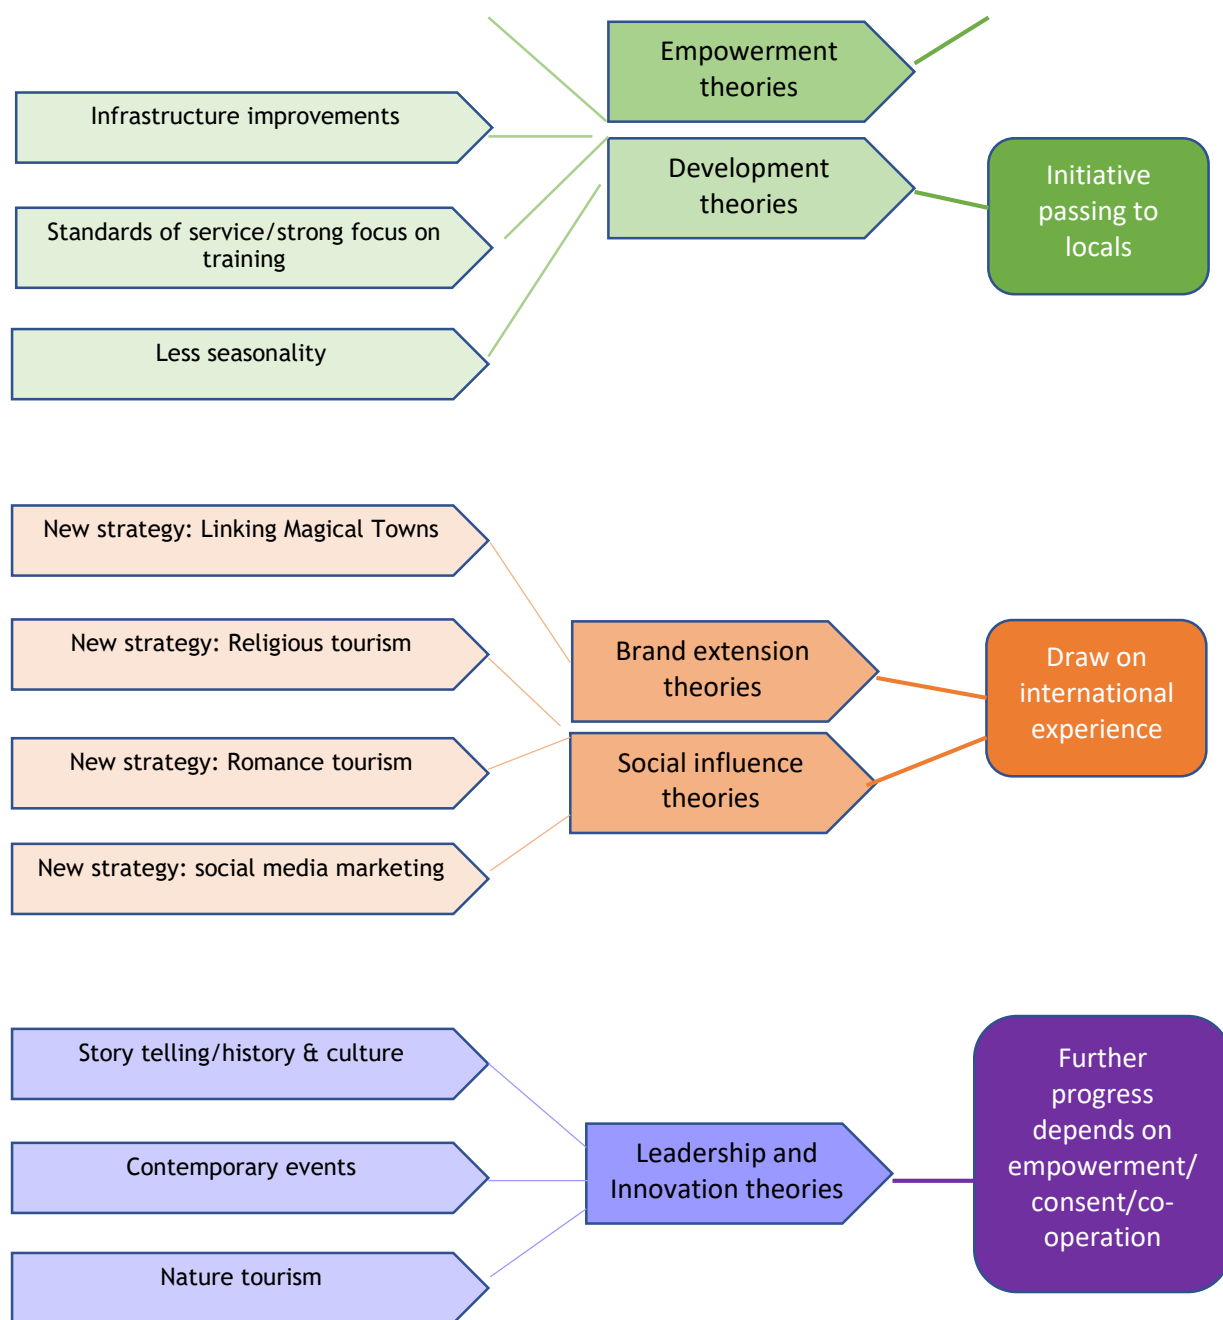 Empowerment
theories
Infrastructure improvements
Development
theories
Initiative
passing to
locals
Standards of service/strong focus on
training
Less seasonality
New strategy: Linking Magical Towns
New strategy: Religious tourism
Brand extension
theories
Draw on
international
experience
New strategy: Romance tourism
Social influence
theories
New strategy: social media marketing
Story telling/history & culture
Further
progress
depends on
empowerment/
consent/co-
operation
Contemporary events
Leadership and
Innovation theories
Nature tourism